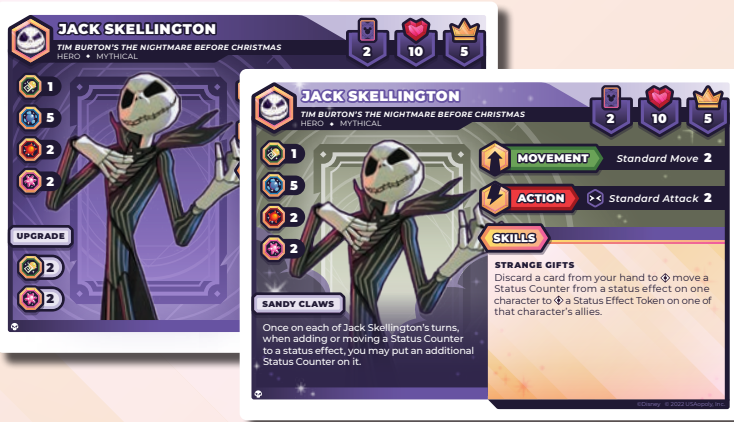 JACK SKELLINGTON
TIM BURTON'S THE NIGHTMARE BEFORE CHRISTMAS
HERO ◆ MYTHICAL
2
10
5
1
5
2
2
UPGRADE
2
2
JACK SKELLINGTON
TIM BURTON'S THE NIGHTMARE BEFORE CHRISTMAS
HERO ◆ MYTHICAL
2
10
5
1
5
2
2
MOVEMENT Standard Move 2
ACTION Standard Attack 2
SKILLS
STRANGE GIFTS
Discard a card from your hand to move a
Status Counter from a status effect on one
character to a Status Effect Token on one of
that character's allies.
SANDY CLAWS
Once on each of Jack Skellington's turns,
when adding or moving a Status Counter
to a status effect, you may put an additional
Status Counter on it.
©Disney © 2022 USAopoly, Inc.